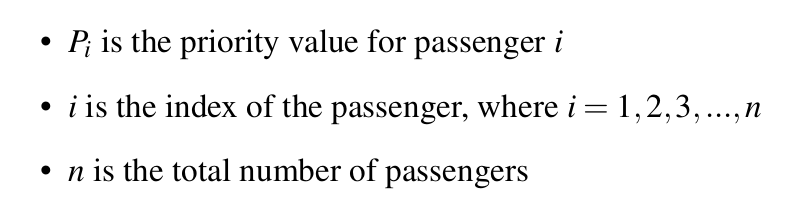 • P_i is the priority value for passenger i
• i is the index of the passenger, where i = 1,2,3,...,n
• n is the total number of passengers